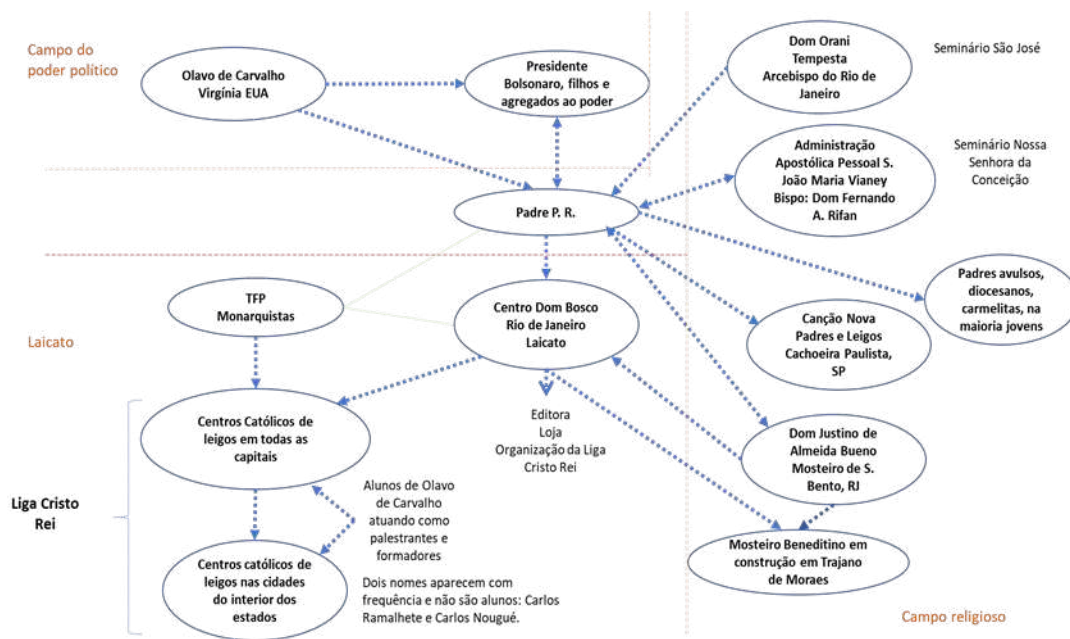 Campo do
poder político
Olavo de Carvalho
Virgínia EUA
Presidente
Bolsonaro, filhos e
agregados ao poder
Dom Orani
Tempesta
Arcebispo do Rio de
Janeiro
Seminário São José
Administração
Apostólica Pessoal S.
João Maria Vianey
Bispo: Dom Fernando
A. Rifan
Seminário Nossa
Senhora da
Conceição
Padre P. R.
Padres avulsos,
diocesanos,
carmelitas, na
maioria jovens
TFP
Monarquistas
Centro Dom Bosco
Rio de Janeiro
Laicato
Canção Nova
Padres e Leigos
Cachoeira Paulista,
SP
Laicato
Centros Católicos de
leigos em todas as
capitais
Editora
Loja
Organização da Liga
Cristo Rei
Dom Justino de
Almeida Bueno
Mosteiro de S.
Bento, RJ
Liga Cristo
Rei
Alunos de Olavo
de Carvalho
atuando como
palestrantes e
formadores
Mosteiro Beneditino em
construção em Trajano
de Moraes
Centros católicos de
leigos nas cidades
do interior dos
estados
Dois nomes aparecem com
frequência e não são alunos: Carlos
Ramalhete e Carlos Nougué.
Campo religioso